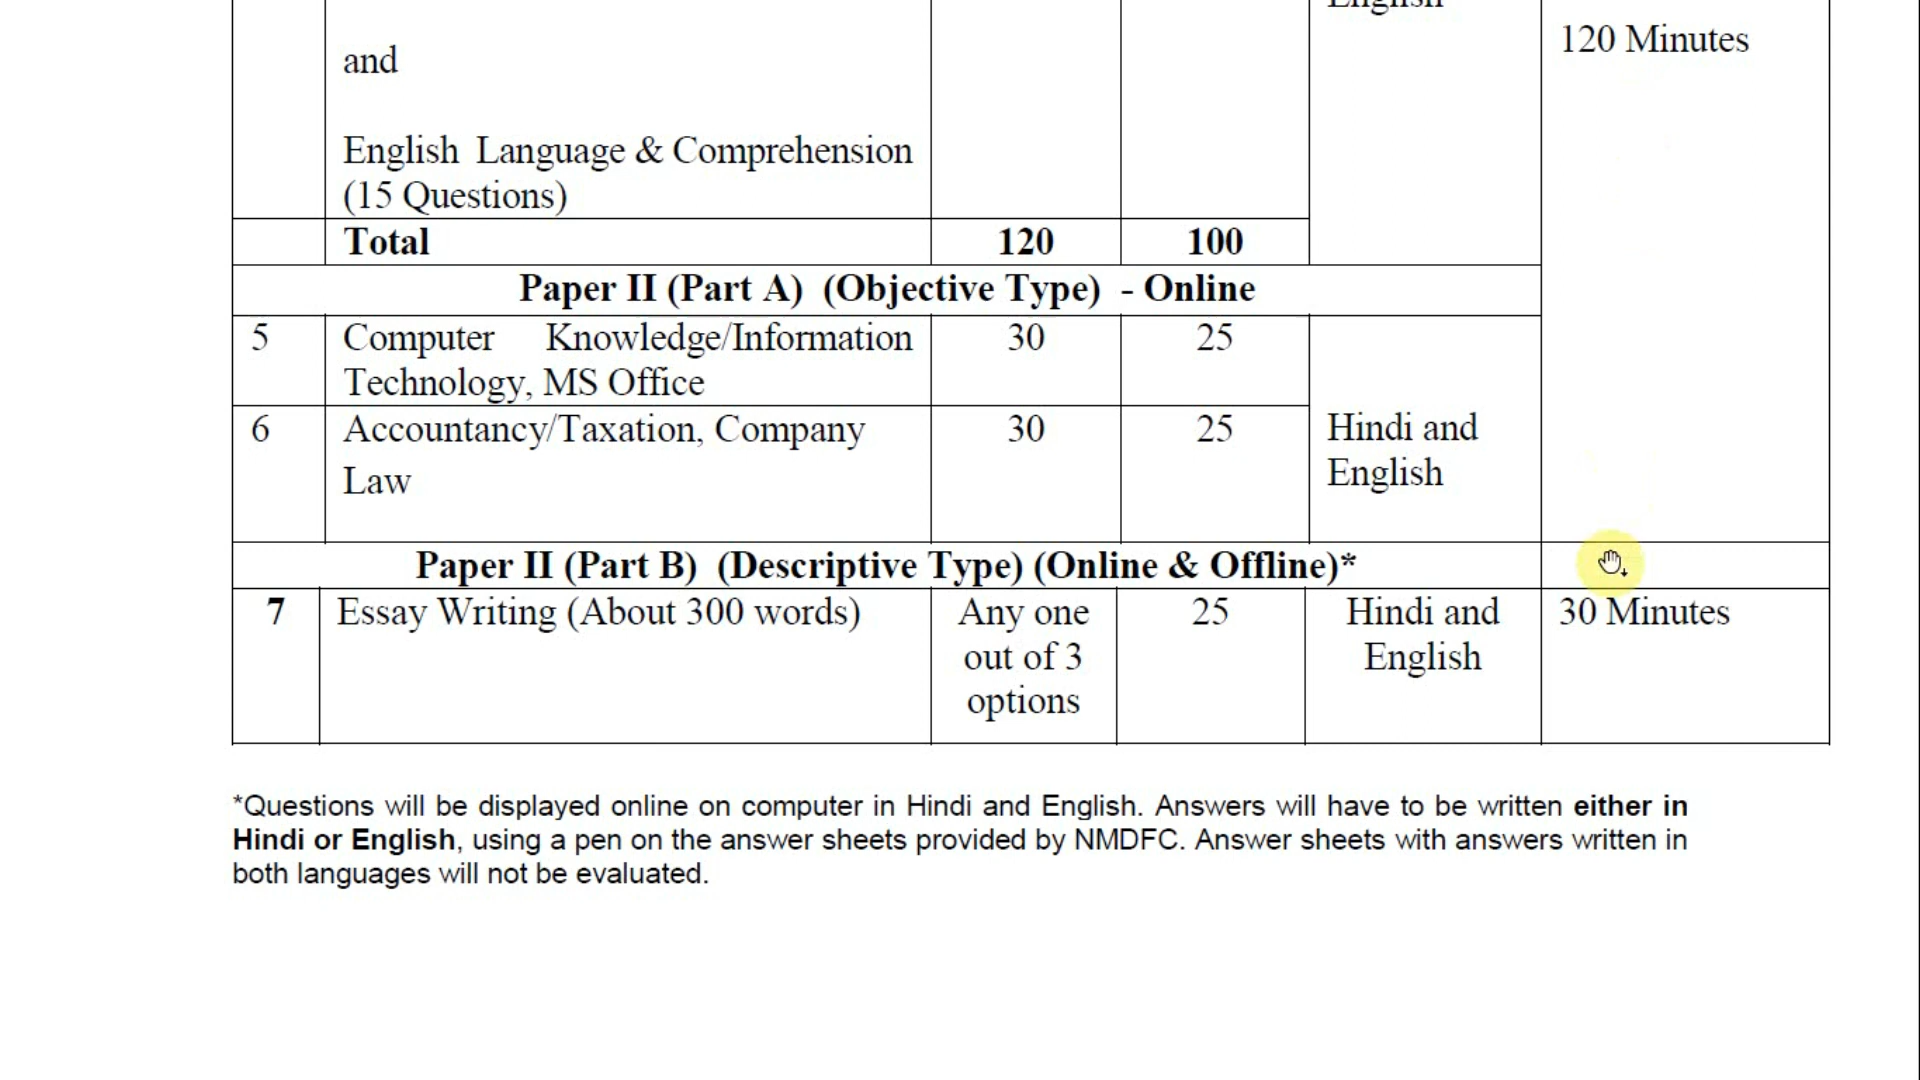 English
120 Minutes
and
English Language & Comprehension
(15 Questions)
Total 120 100
Paper II (Part A) (Objective Type) - Online
5 Computer Knowledge/Information 30 25
Technology, MS Office
6 Accountancy/Taxation, Company 30 25 Hindi and
Law English
Paper II (Part B) (Descriptive Type) (Online & Offline)*
7 Essay Writing (About 300 words) Any one 25 Hindi and 30 Minutes
out of 3 English
options
*Questions will be displayed online on computer in Hindi and English. Answers will have to be written either in
Hindi or English, using a pen on the answer sheets provided by NMDFC. Answer sheets with answers written in
both languages will not be evaluated.